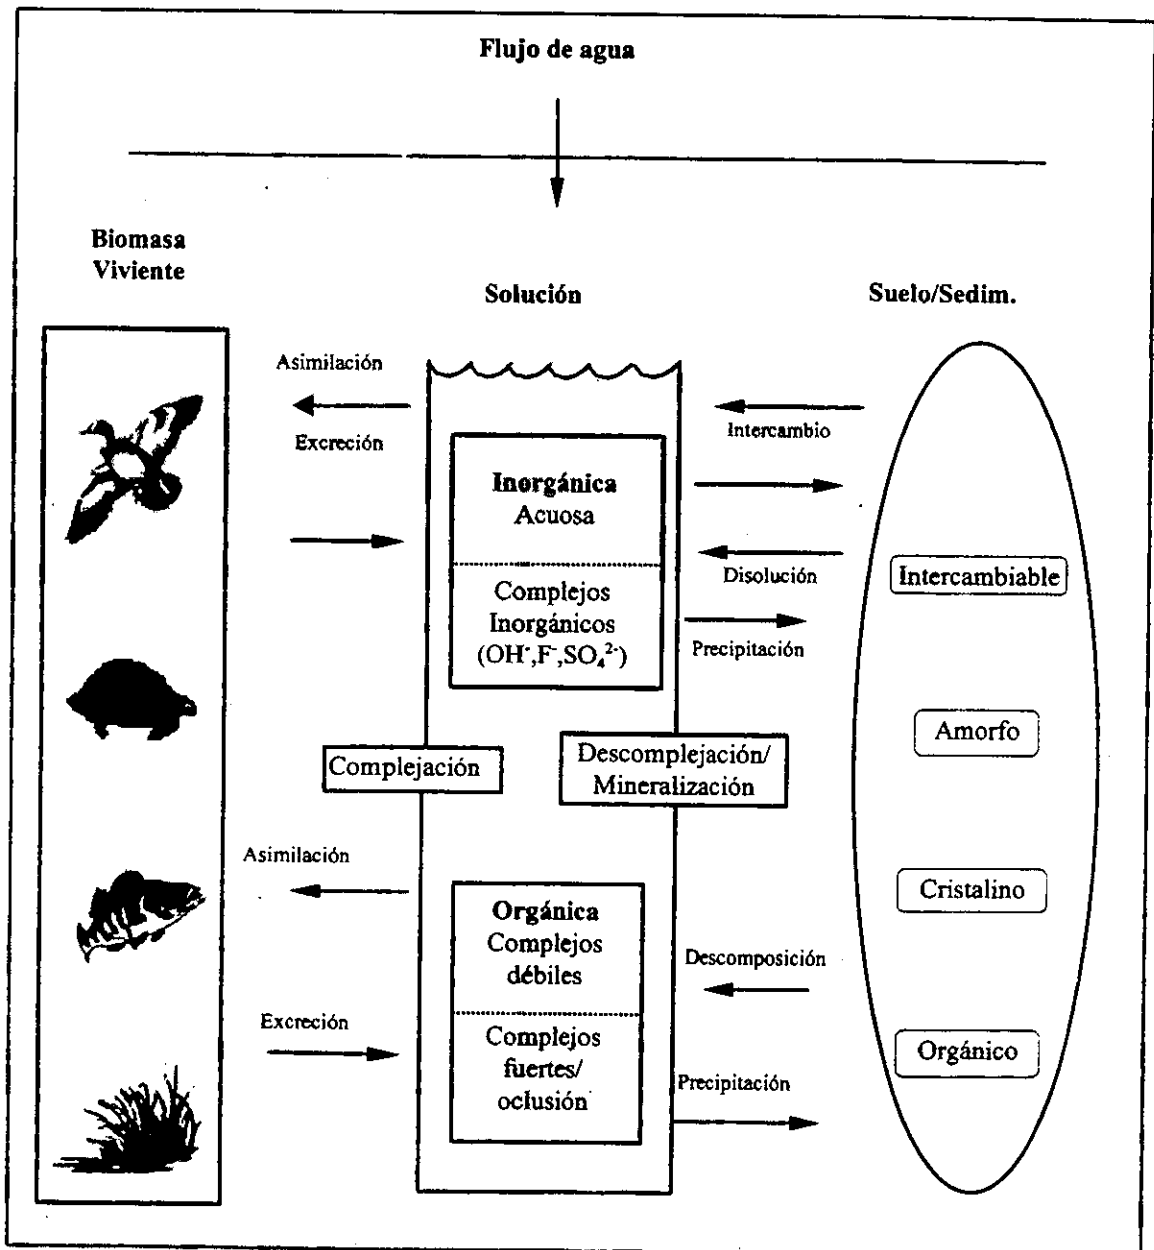 Flujo de agua
Biomasa
Viviente
Solución
Suelo/Sedim.
Asimilación
Excreción
Inorgánica
Acuosa
Complejos
Inorgánicos
(OH⁻,F⁻,SO₄²⁻)
Intercambio
Disolución
Precipitación
Intercambiable
Amorfo
Complejación
Descomplejación/
Mineralización
Asimilación
Excreción
Orgánica
Complejos
débiles
Complejos
fuertes/
oclusión
Descomposición
Precipitación
Cristalino
Orgánico